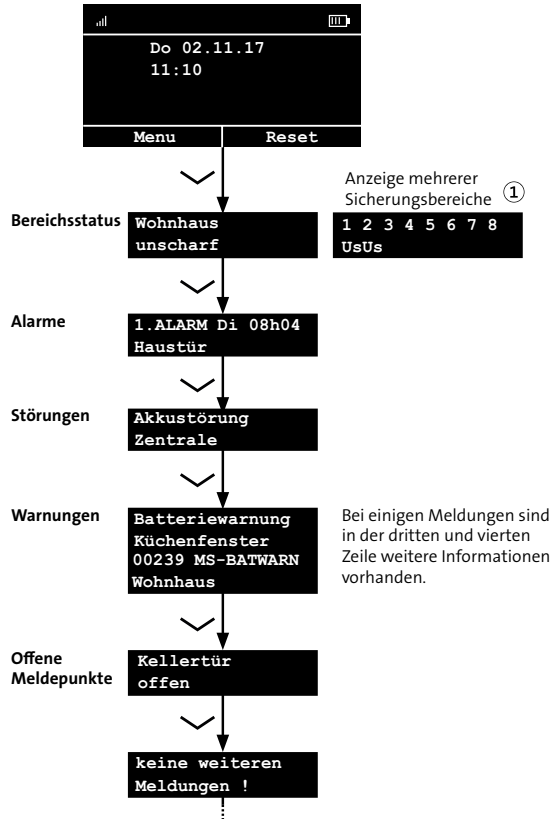 Do 02.11.17
11:10
Menu Reset
Anzeige mehrerer
Sicherungsbereiche ①
Bereichsstatus
Wohnhaus
unscharf
1 2 3 4 5 6 7 8
UsUs
Alarme
1.ALARM Di 08h04
Haustür
Störungen
Akkustörung
Zentrale
Warnungen
Batteriewarnung
Küchenfenster
00239 MS-BATWARN
Wohnhaus
Bei einigen Meldungen sind
in der dritten und vierten
Zeile weitere Informationen
vorhanden.
Offene
Meldepunkte
Kellertür
offen
keine weiteren
Meldungen !